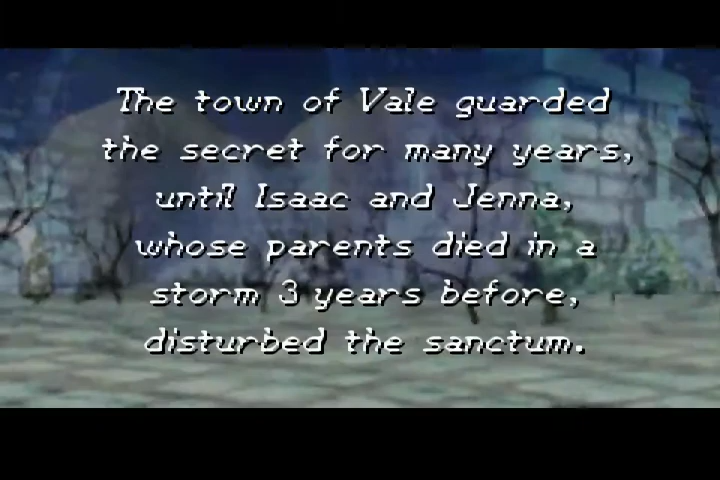 The town of Vale guarded
the secret for many years,
until Isaac and Jenna,
whose parents died in a
storm 3 years before,
disturbed the sanctum.